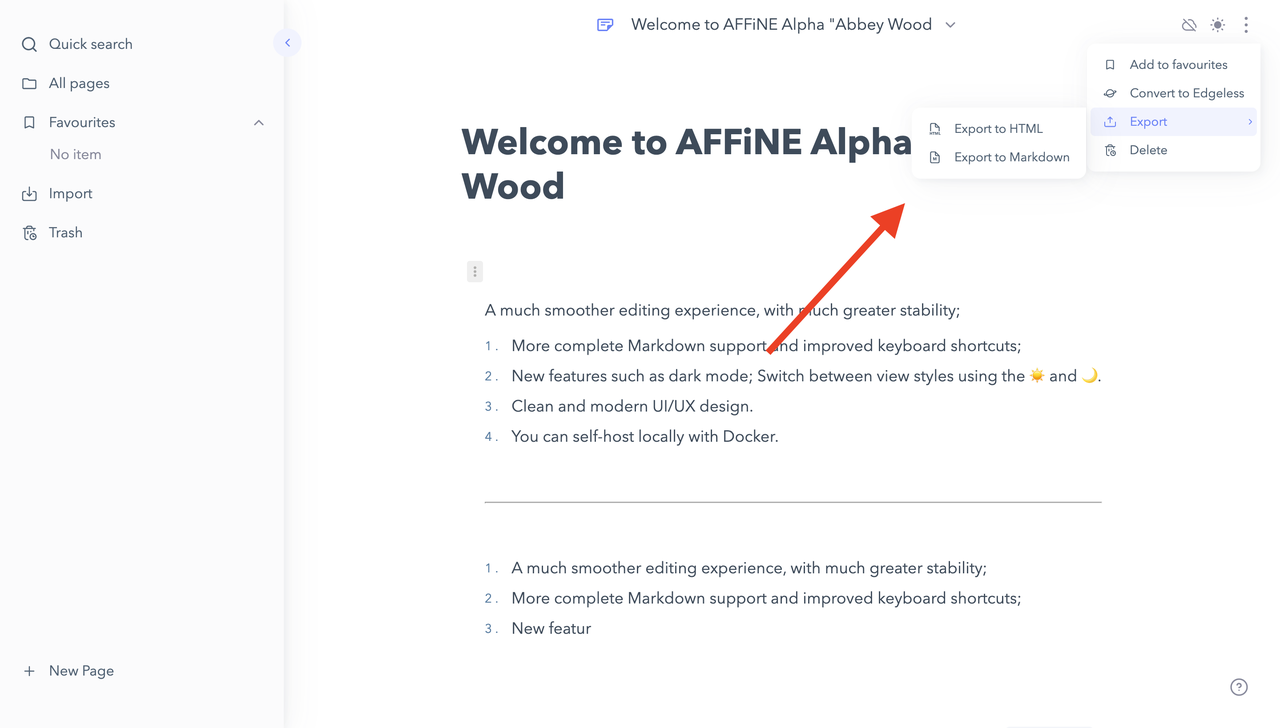 Quick search
All pages
Favourites
No item
Import
Trash
New Page
Welcome to AFFiNE Alpha "Abbey Wood
Add to favourites
Convert to Edgeless
Export
Delete
Export to HTML
Export to Markdown
Welcome to AFFiNE Alpha
Wood
A much smoother editing experience, with much greater stability;
1. More complete Markdown support and improved keyboard shortcuts;
2. New features such as dark mode; Switch between view styles using the ☀️ and 🌙.
3. Clean and modern UI/UX design.
4. You can self-host locally with Docker.
1. A much smoother editing experience, with much greater stability;
2. More complete Markdown support and improved keyboard shortcuts;
3. New featur